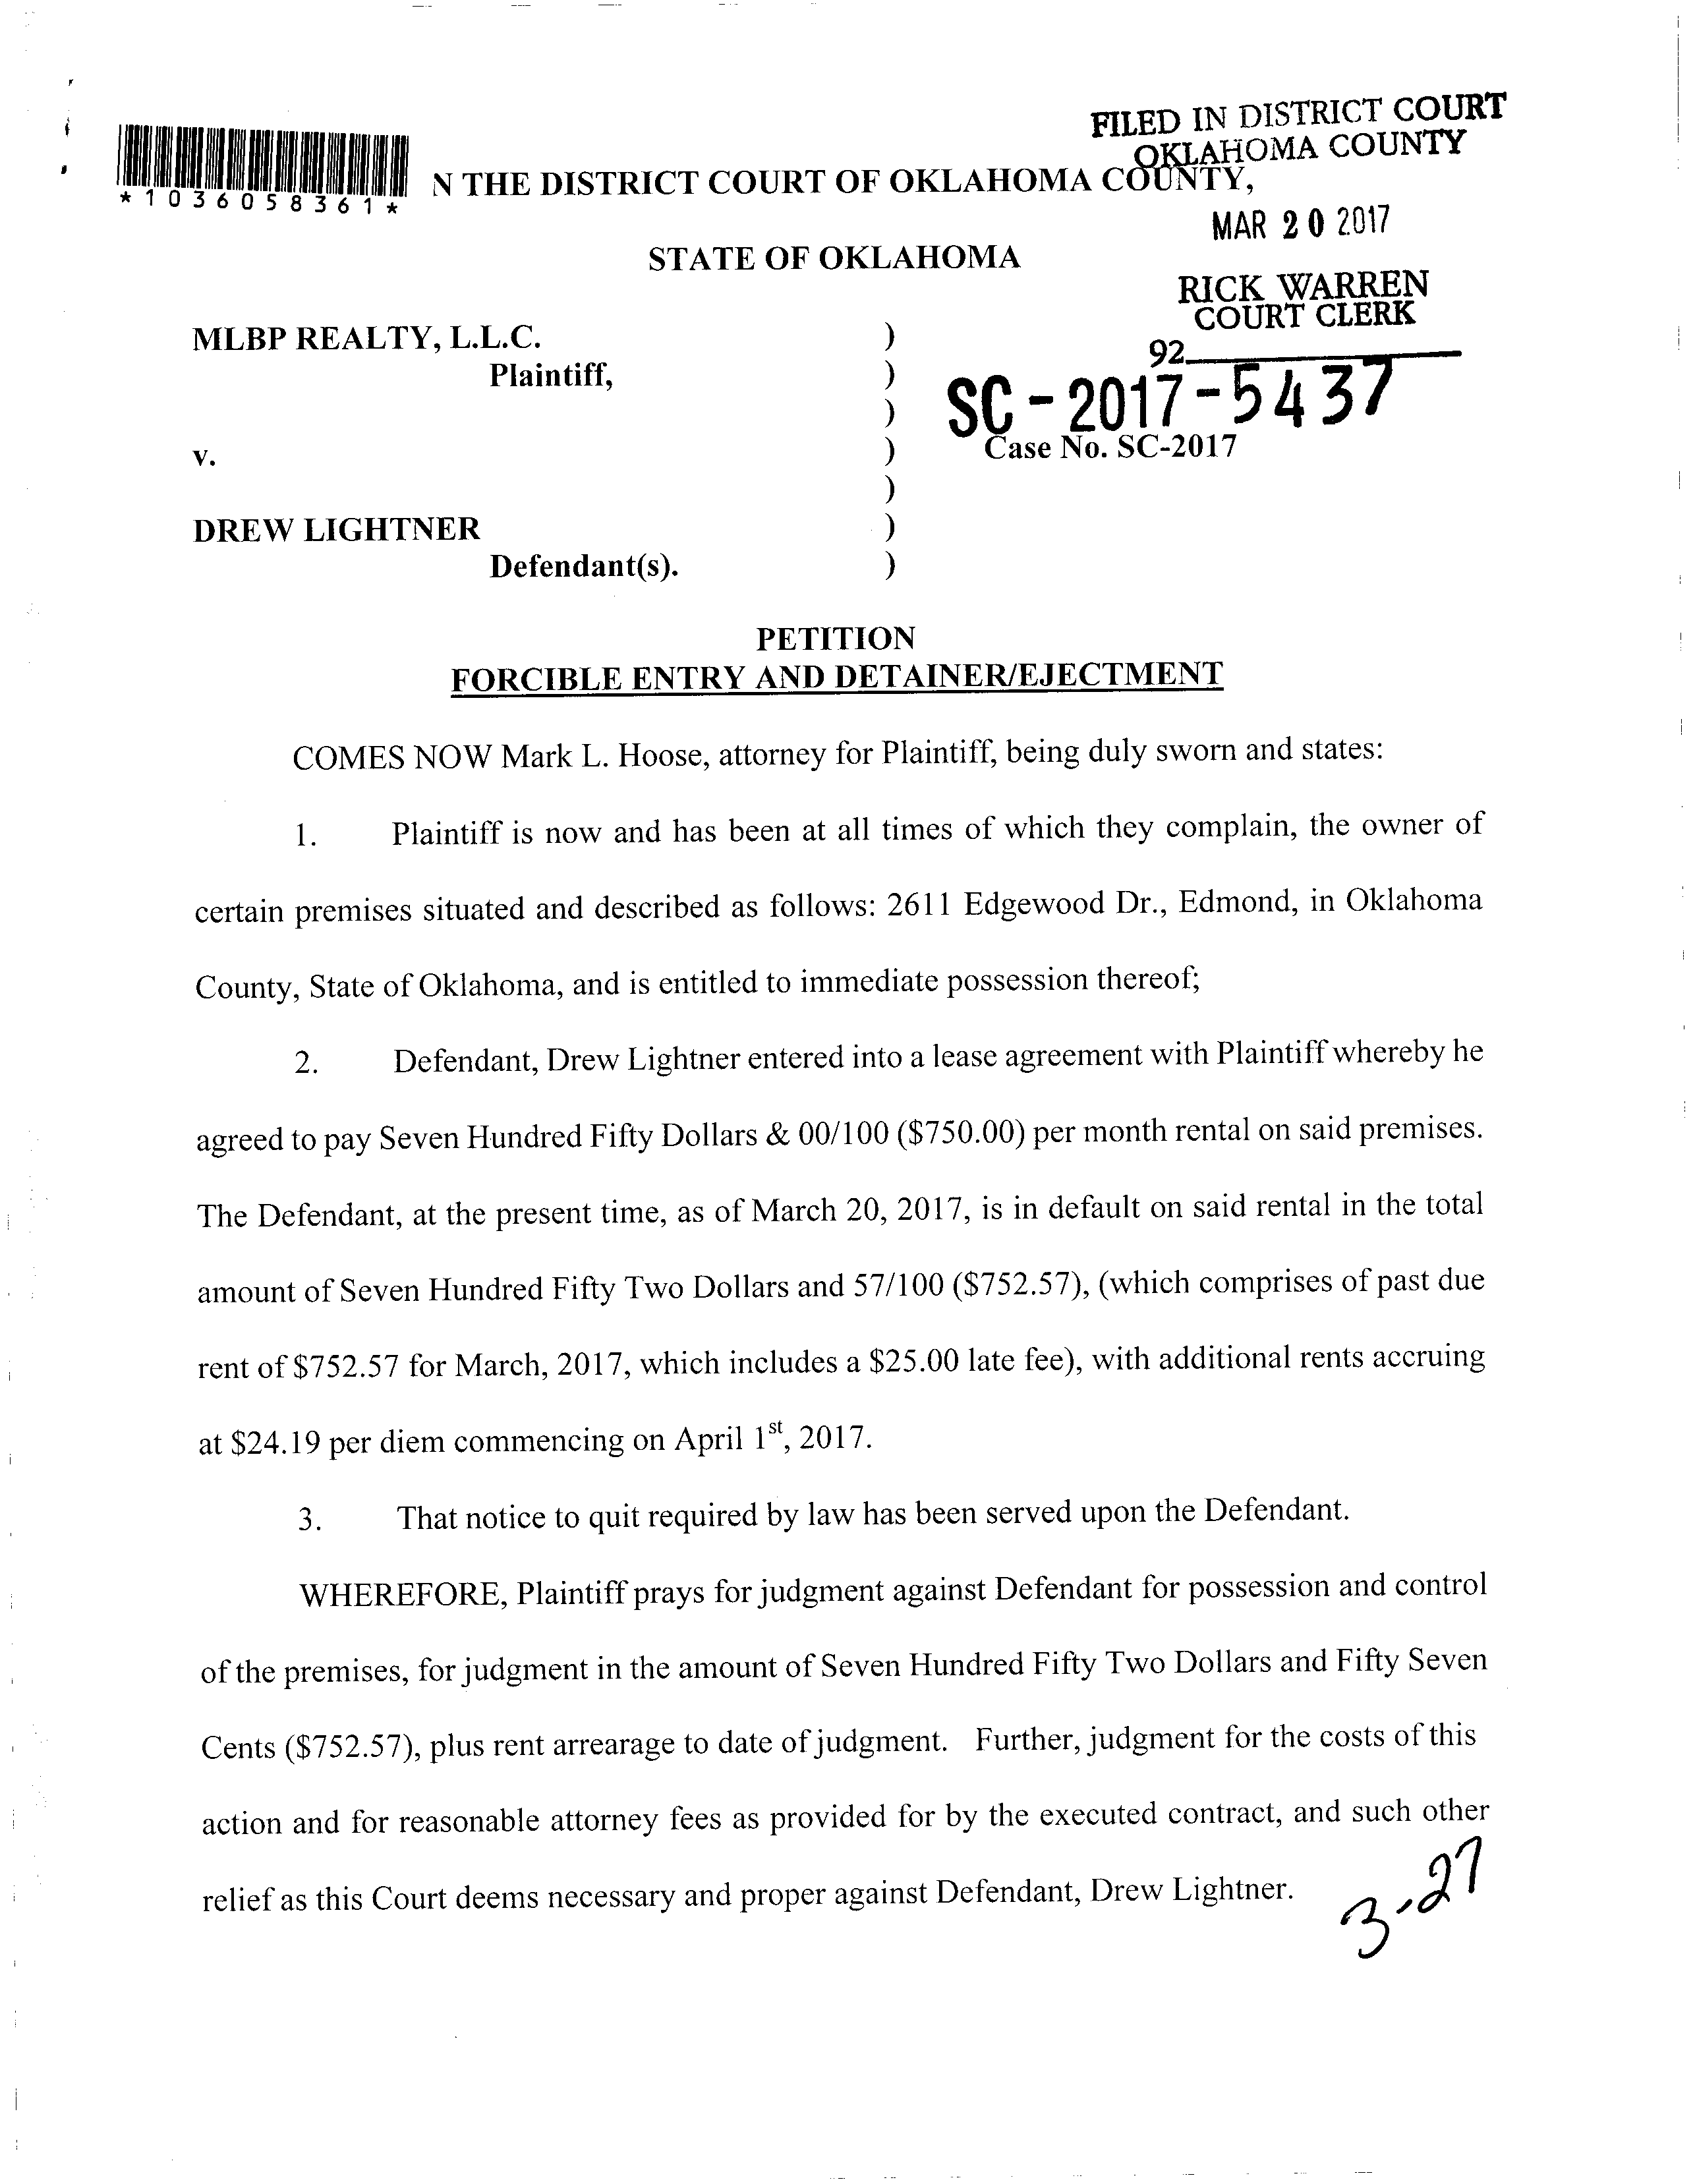 FILED IN DISTRICT COURT
OKLAHOMA COUNTY
*1036058361*
N THE DISTRICT COURT OF OKLAHOMA COUNTY,
MAR 20 2017
STATE OF OKLAHOMA
RICK WARREN
COURT CLERK
MLBP REALTY, L.L.C. )
92
Plaintiff, )
SC-2017-5437
)
v. ) Case No. SC-2017
)
DREW LIGHTNER )
Defendant(s). )
PETITION
FORCIBLE ENTRY AND DETAINER/EJECTMENT
COMES NOW Mark L. Hoose, attorney for Plaintiff, being duly sworn and states:
1. Plaintiff is now and has been at all times of which they complain, the owner of
certain premises situated and described as follows: 2611 Edgewood Dr., Edmond, in Oklahoma
County, State of Oklahoma, and is entitled to immediate possession thereof;
2. Defendant, Drew Lightner entered into a lease agreement with Plaintiff whereby he
agreed to pay Seven Hundred Fifty Dollars & 00/100 ($750.00) per month rental on said premises.
The Defendant, at the present time, as of March 20, 2017, is in default on said rental in the total
amount of Seven Hundred Fifty Two Dollars and 57/100 ($752.57), (which comprises of past due
rent of $752.57 for March, 2017, which includes a $25.00 late fee), with additional rents accruing
at $24.19 per diem commencing on April 1st, 2017.
3. That notice to quit required by law has been served upon the Defendant.
WHEREFORE, Plaintiff prays for judgment against Defendant for possession and control
of the premises, for judgment in the amount of Seven Hundred Fifty Two Dollars and Fifty Seven
Cents ($752.57), plus rent arrearage to date of judgment. Further, judgment for the costs of this
action and for reasonable attorney fees as provided for by the executed contract, and such other
relief as this Court deems necessary and proper against Defendant, Drew Lightner.
3-27